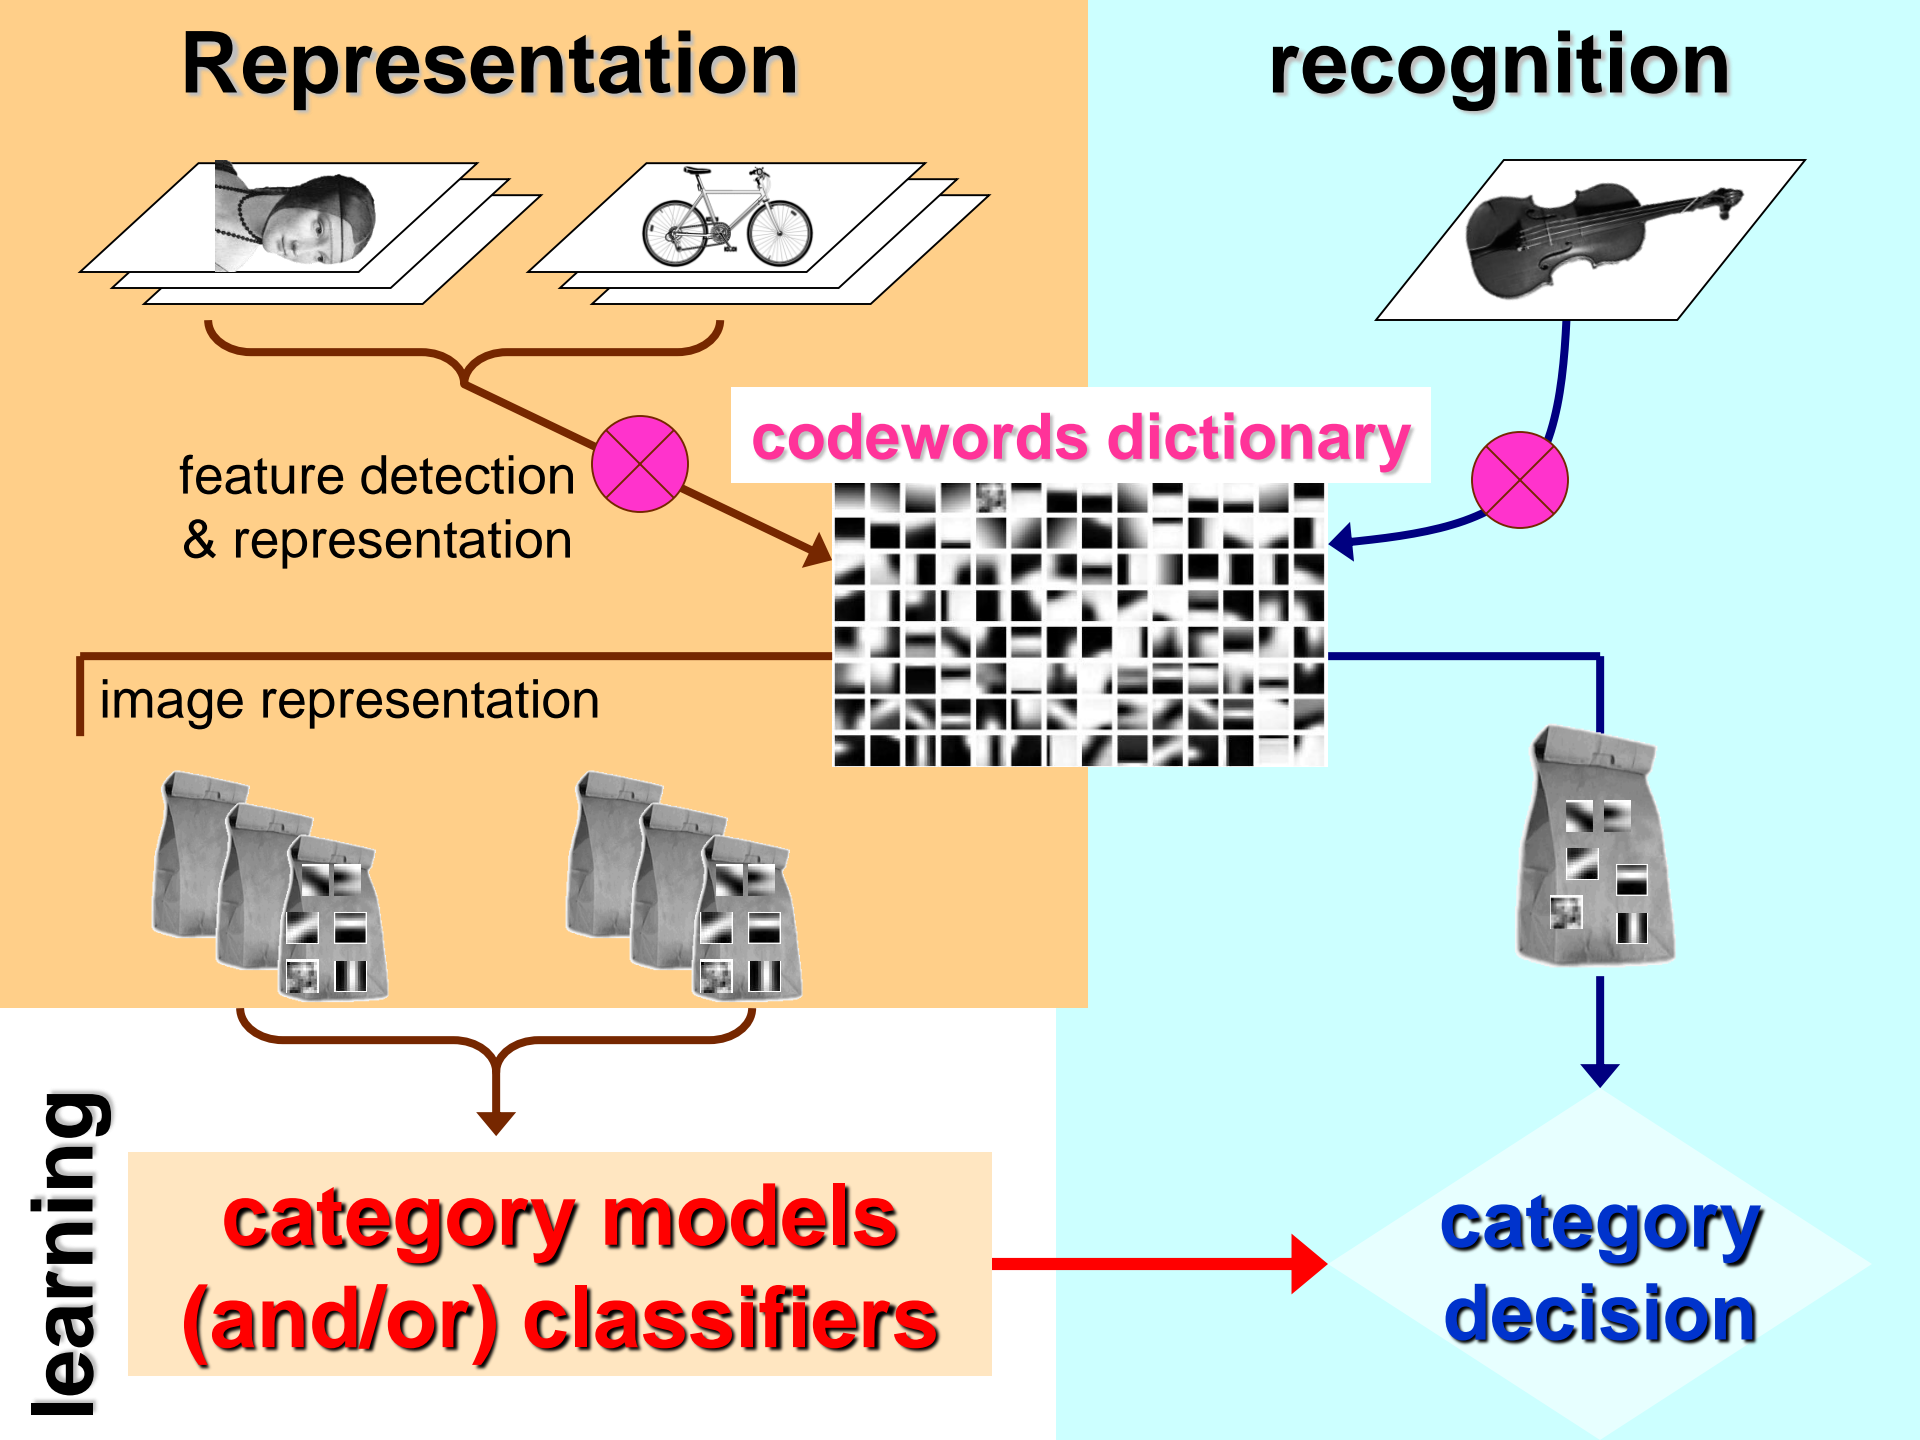 Representation
recognition
codewords dictionary
feature detection
& representation
image representation
learning
category models
(and/or) classifiers
category
decision